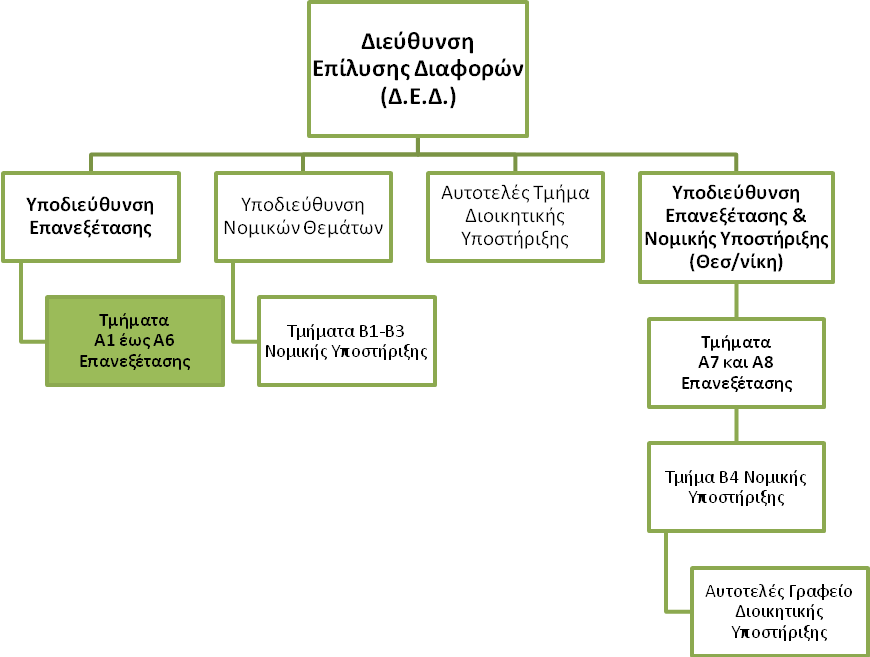 Διεύθυνση
Επίλυσης Διαφορών
(Δ.Ε.Δ.)
Υποδιεύθυνση
Επανεξέτασης
Υποδιεύθυνση
Νομικών Θεμάτων
Αυτοτελές Τμήμα
Διοικητικής
Υποστήριξης
Υποδιεύθυνση
Επανεξέτασης &
Νομικής Υποστήριξης
(Θεσ/νίκη)
Τμήματα
Α1 έως Α6
Επανεξέτασης
Τμήματα Β1-Β3
Νομικής Υποστήριξης
Τμήματα
Α7 και Α8
Επανεξέτασης
Τμήμα Β4 Νομικής
Υποστήριξης
Αυτοτελές Γραφείο
Διοικητικής
Υποστήριξης